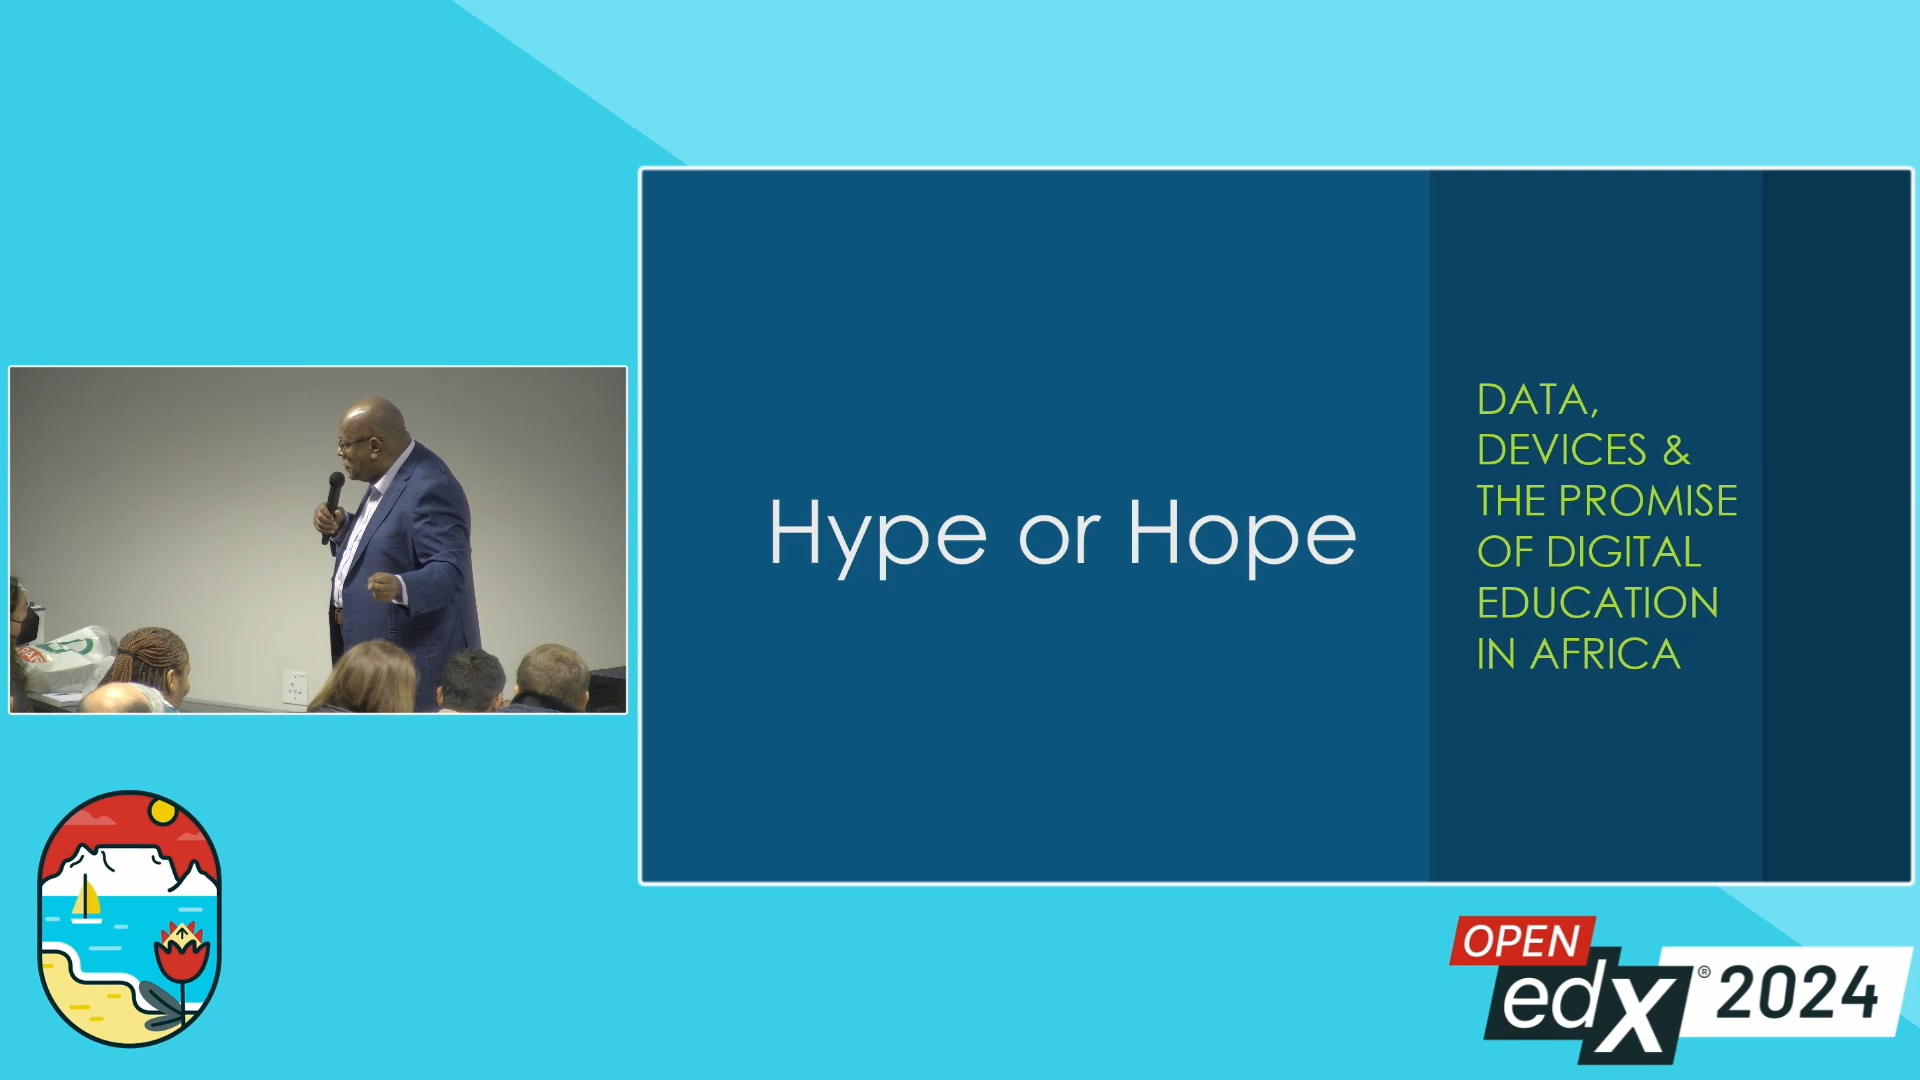 Hype or Hope
DATA,
DEVICES &
THE PROMISE
OF DIGITAL
EDUCATION
IN AFRICA
OPEN
edX® 2024